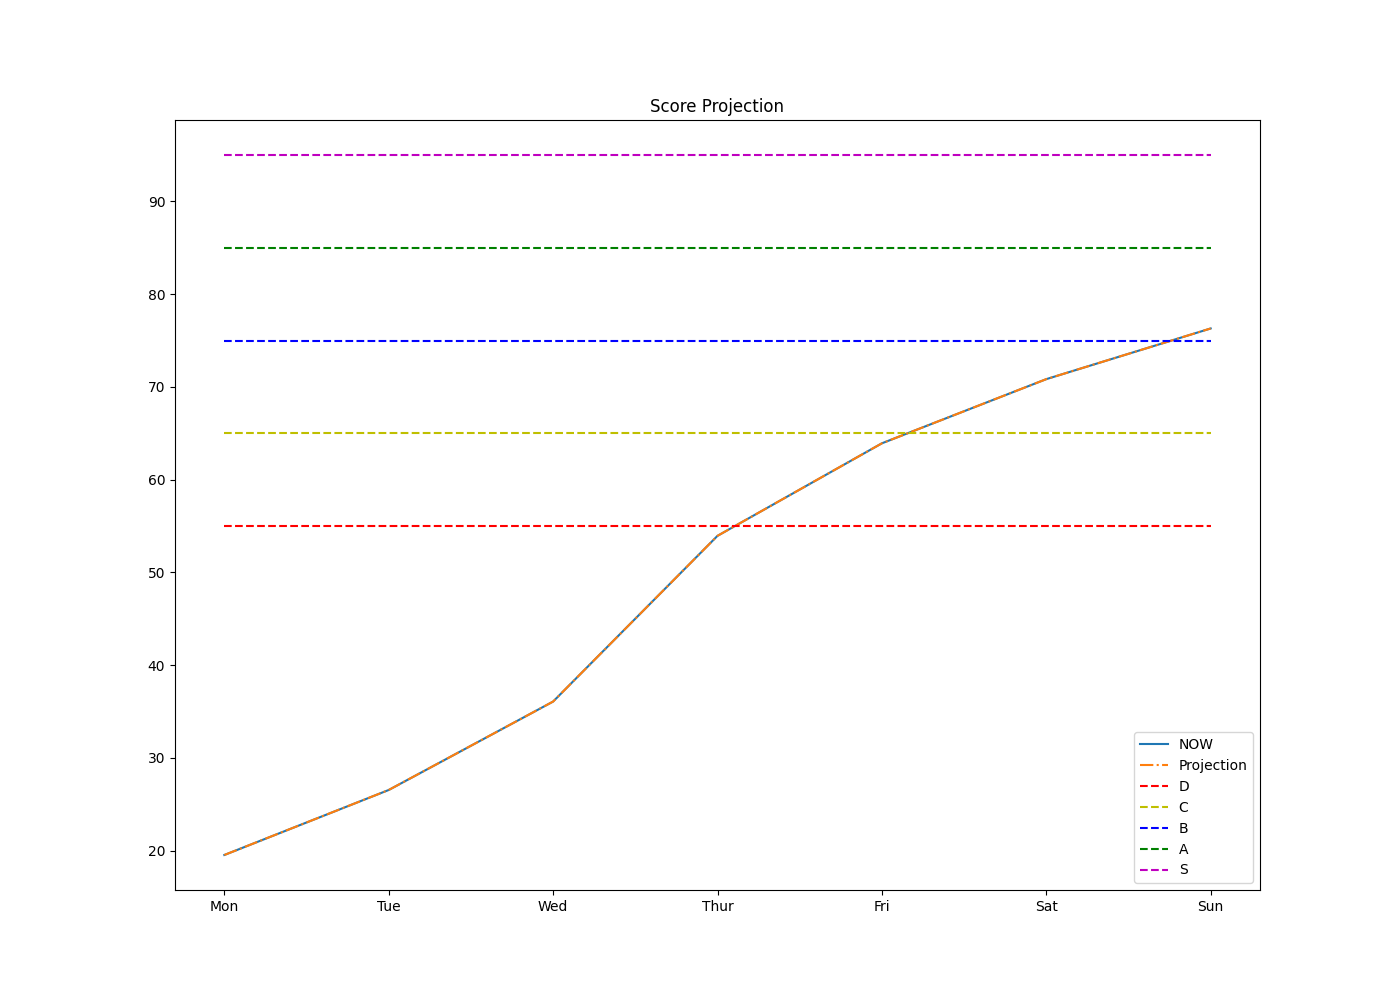 Score Projection
90
80
70
60
50
40
30
20
Mon Tue Wed Thur Fri Sat Sun
NOW
Projection
D
C
B
A
S